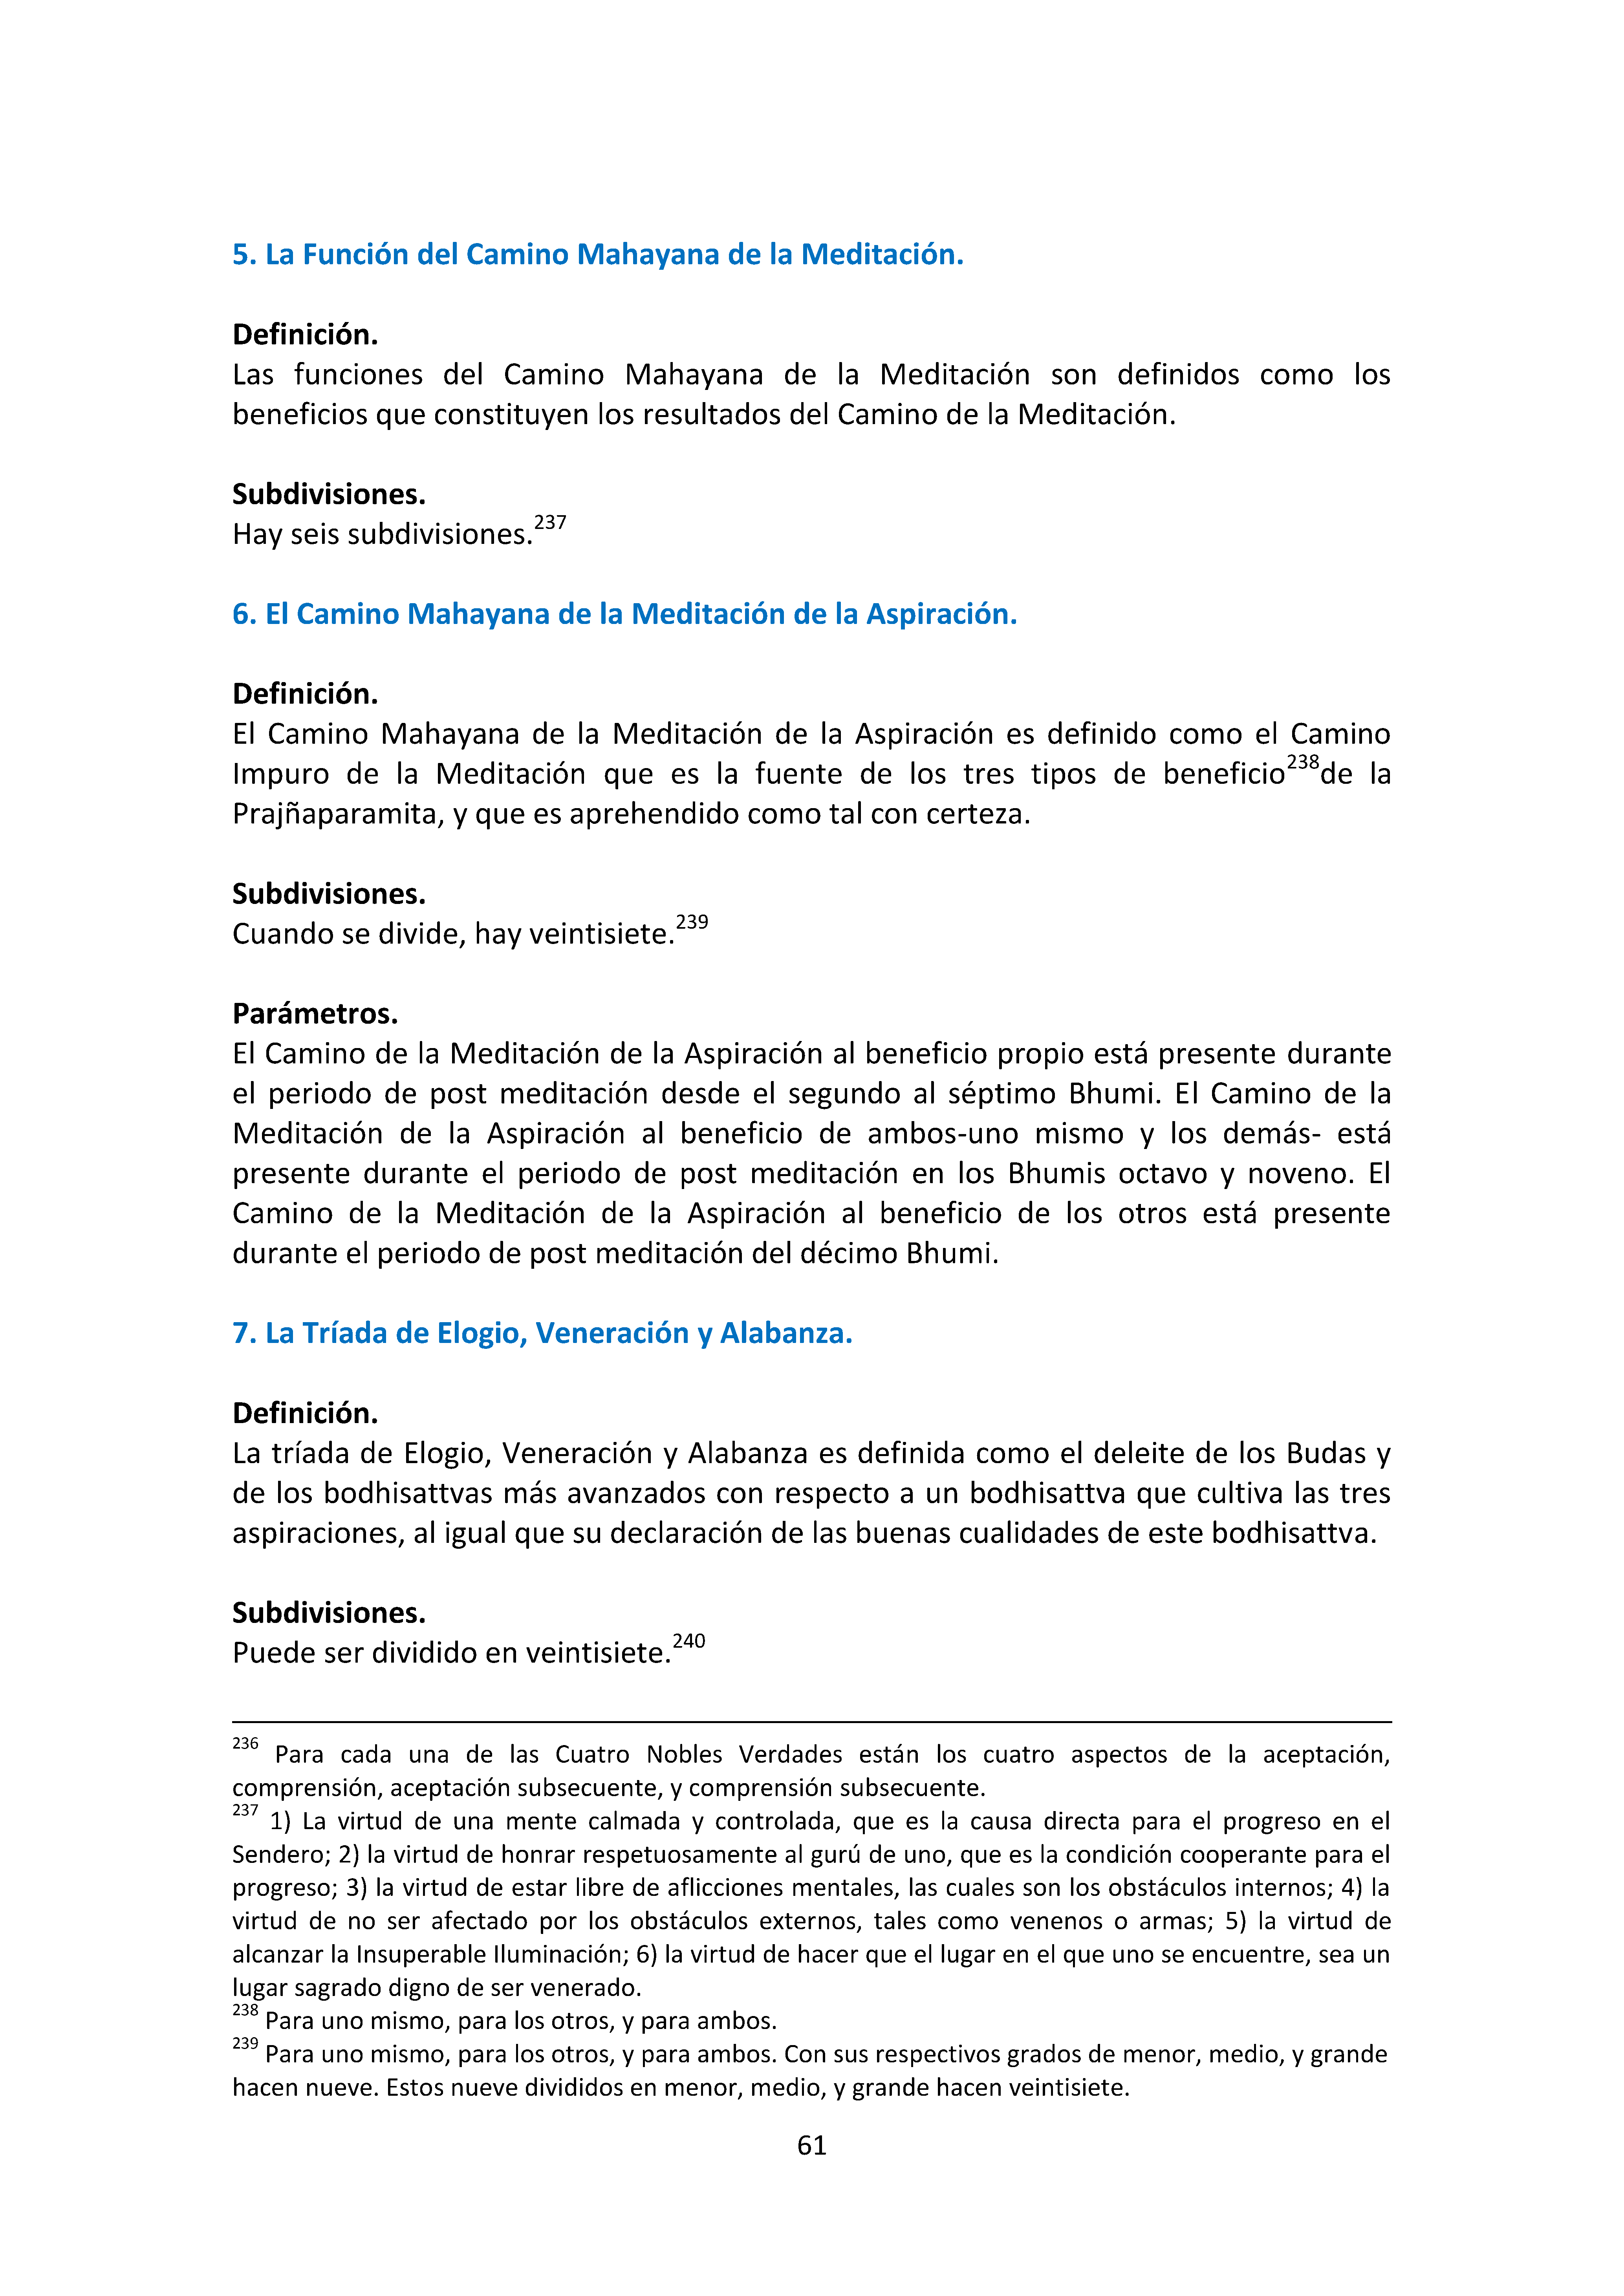 5. La Función del Camino Mahayana de la Meditación.
Definición.
Las funciones del Camino Mahayana de la Meditación son definidos como los
beneficios que constituyen los resultados del Camino de la Meditación.
Subdivisiones.
Hay seis subdivisiones.237
6. El Camino Mahayana de la Meditación de la Aspiración.
Definición.
El Camino Mahayana de la Meditación de la Aspiración es definido como el Camino
Impuro de la Meditación que es la fuente de los tres tipos de beneficio238de la
Prajñaparamita, y que es aprehendido como tal con certeza.
Subdivisiones.
Cuando se divide, hay veintisiete.239
Parámetros.
El Camino de la Meditación de la Aspiración al beneficio propio está presente durante
el periodo de post meditación desde el segundo al séptimo Bhumi. El Camino de la
Meditación de la Aspiración al beneficio de ambos-uno mismo y los demás- está
presente durante el periodo de post meditación en los Bhumis octavo y noveno. El
Camino de la Meditación de la Aspiración al beneficio de los otros está presente
durante el periodo de post meditación del décimo Bhumi.
7. La Tríada de Elogio, Veneración y Alabanza.
Definición.
La tríada de Elogio, Veneración y Alabanza es definida como el deleite de los Budas y
de los bodhisattvas más avanzados con respecto a un bodhisattva que cultiva las tres
aspiraciones, al igual que su declaración de las buenas cualidades de este bodhisattva.
Subdivisiones.
Puede ser dividido en veintisiete.240
236 Para cada una de las Cuatro Nobles Verdades están los cuatro aspectos de la aceptación,
comprensión, aceptación subsecuente, y comprensión subsecuente.
237 1) La virtud de una mente calmada y controlada, que es la causa directa para el progreso en el
Sendero; 2) la virtud de honrar respetuosamente al gurú de uno, que es la condición cooperante para el
progreso; 3) la virtud de estar libre de aflicciones mentales, las cuales son los obstáculos internos; 4) la
virtud de no ser afectado por los obstáculos externos, tales como venenos o armas; 5) la virtud de
alcanzar la Insuperable Iluminación; 6) la virtud de hacer que el lugar en el que uno se encuentre, sea un
lugar sagrado digno de ser venerado.
238 Para uno mismo, para los otros, y para ambos.
239 Para uno mismo, para los otros, y para ambos. Con sus respectivos grados de menor, medio, y grande
hacen nueve. Estos nueve divididos en menor, medio, y grande hacen veintisiete.
61